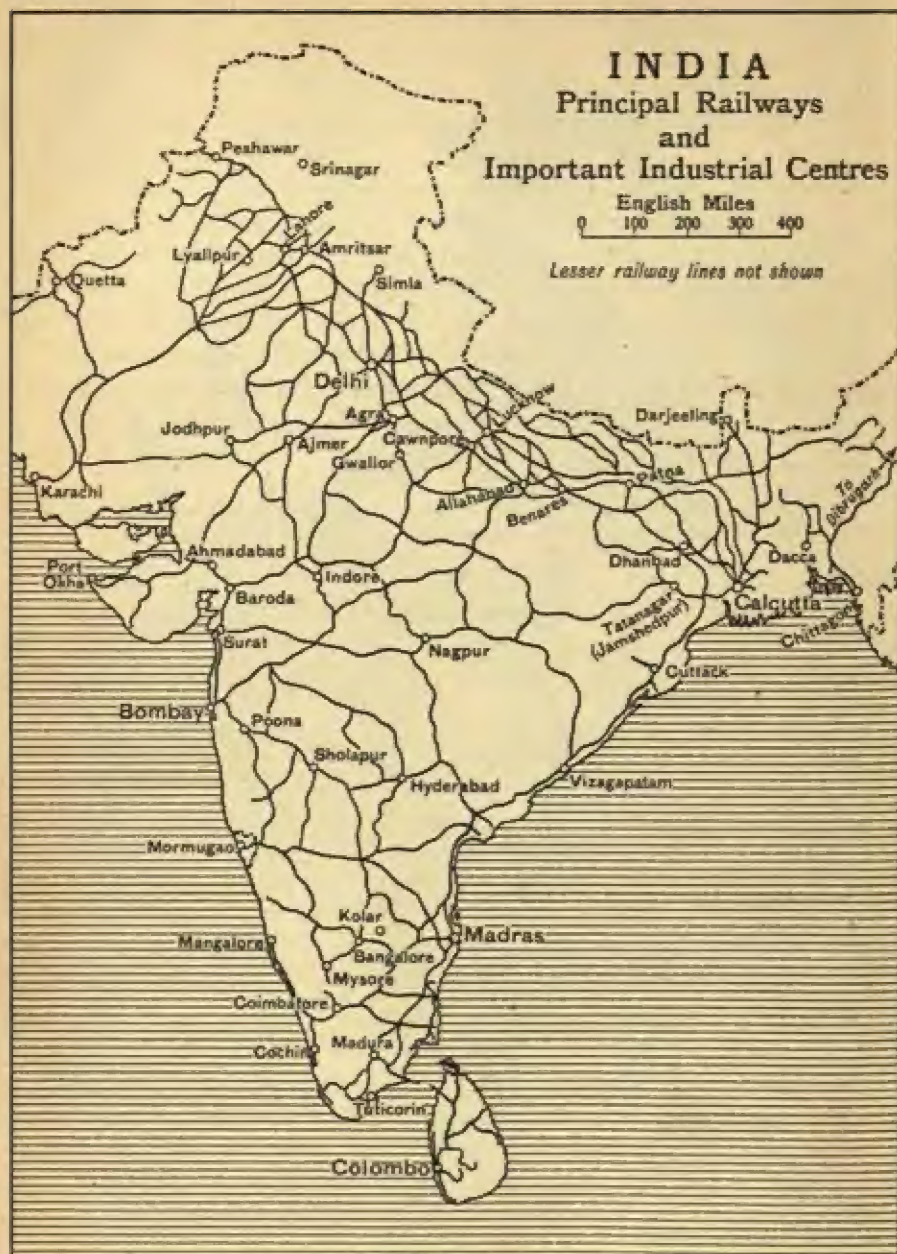 INDIA
Principal Railways
and
Important Industrial Centres
English Miles
0 100 200 300 400
Lesser railway lines not shown
Peshawar
Srinagar
Lahore
Lyallpur
Amritsar
Quetta
Simla
Delhi
Agra
Lucknow
Darjeeling
Jodhpur
Ajmer
Cawnpore
Gwalior
Karachi
Allahabad
Patna
Benares
To
Dibrugarh
Ahmadabad
Dhanbad
Dacca
Port
Okha
Indore
Baroda
Calcutta
Tatanagar
(Jamshedpur)
Chittagong
Surat
Nagpur
Cuttack
Bombay
Poona
Sholapur
Hyderabad
Vizagapatam
Mormugao
Kolar
Mangalore
Bangalore
Madras
Mysore
Coimbatore
Cochin
Madura
Tuticorin
Colombo